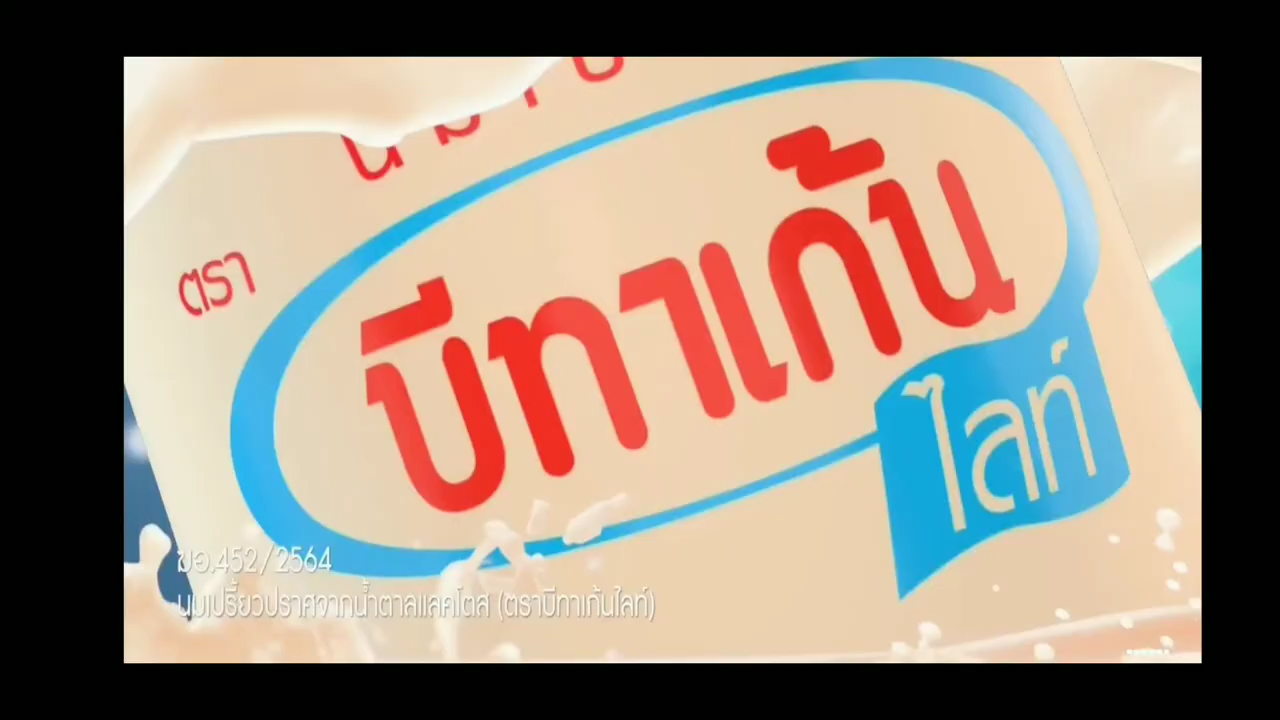 ตรา
บีทาเก้น
ไลท์
ฆอ.452/2564
นมเปรี้ยวปราศจากน้ำตาลแลคโตส (ตราบีทาเก้นไลท์)